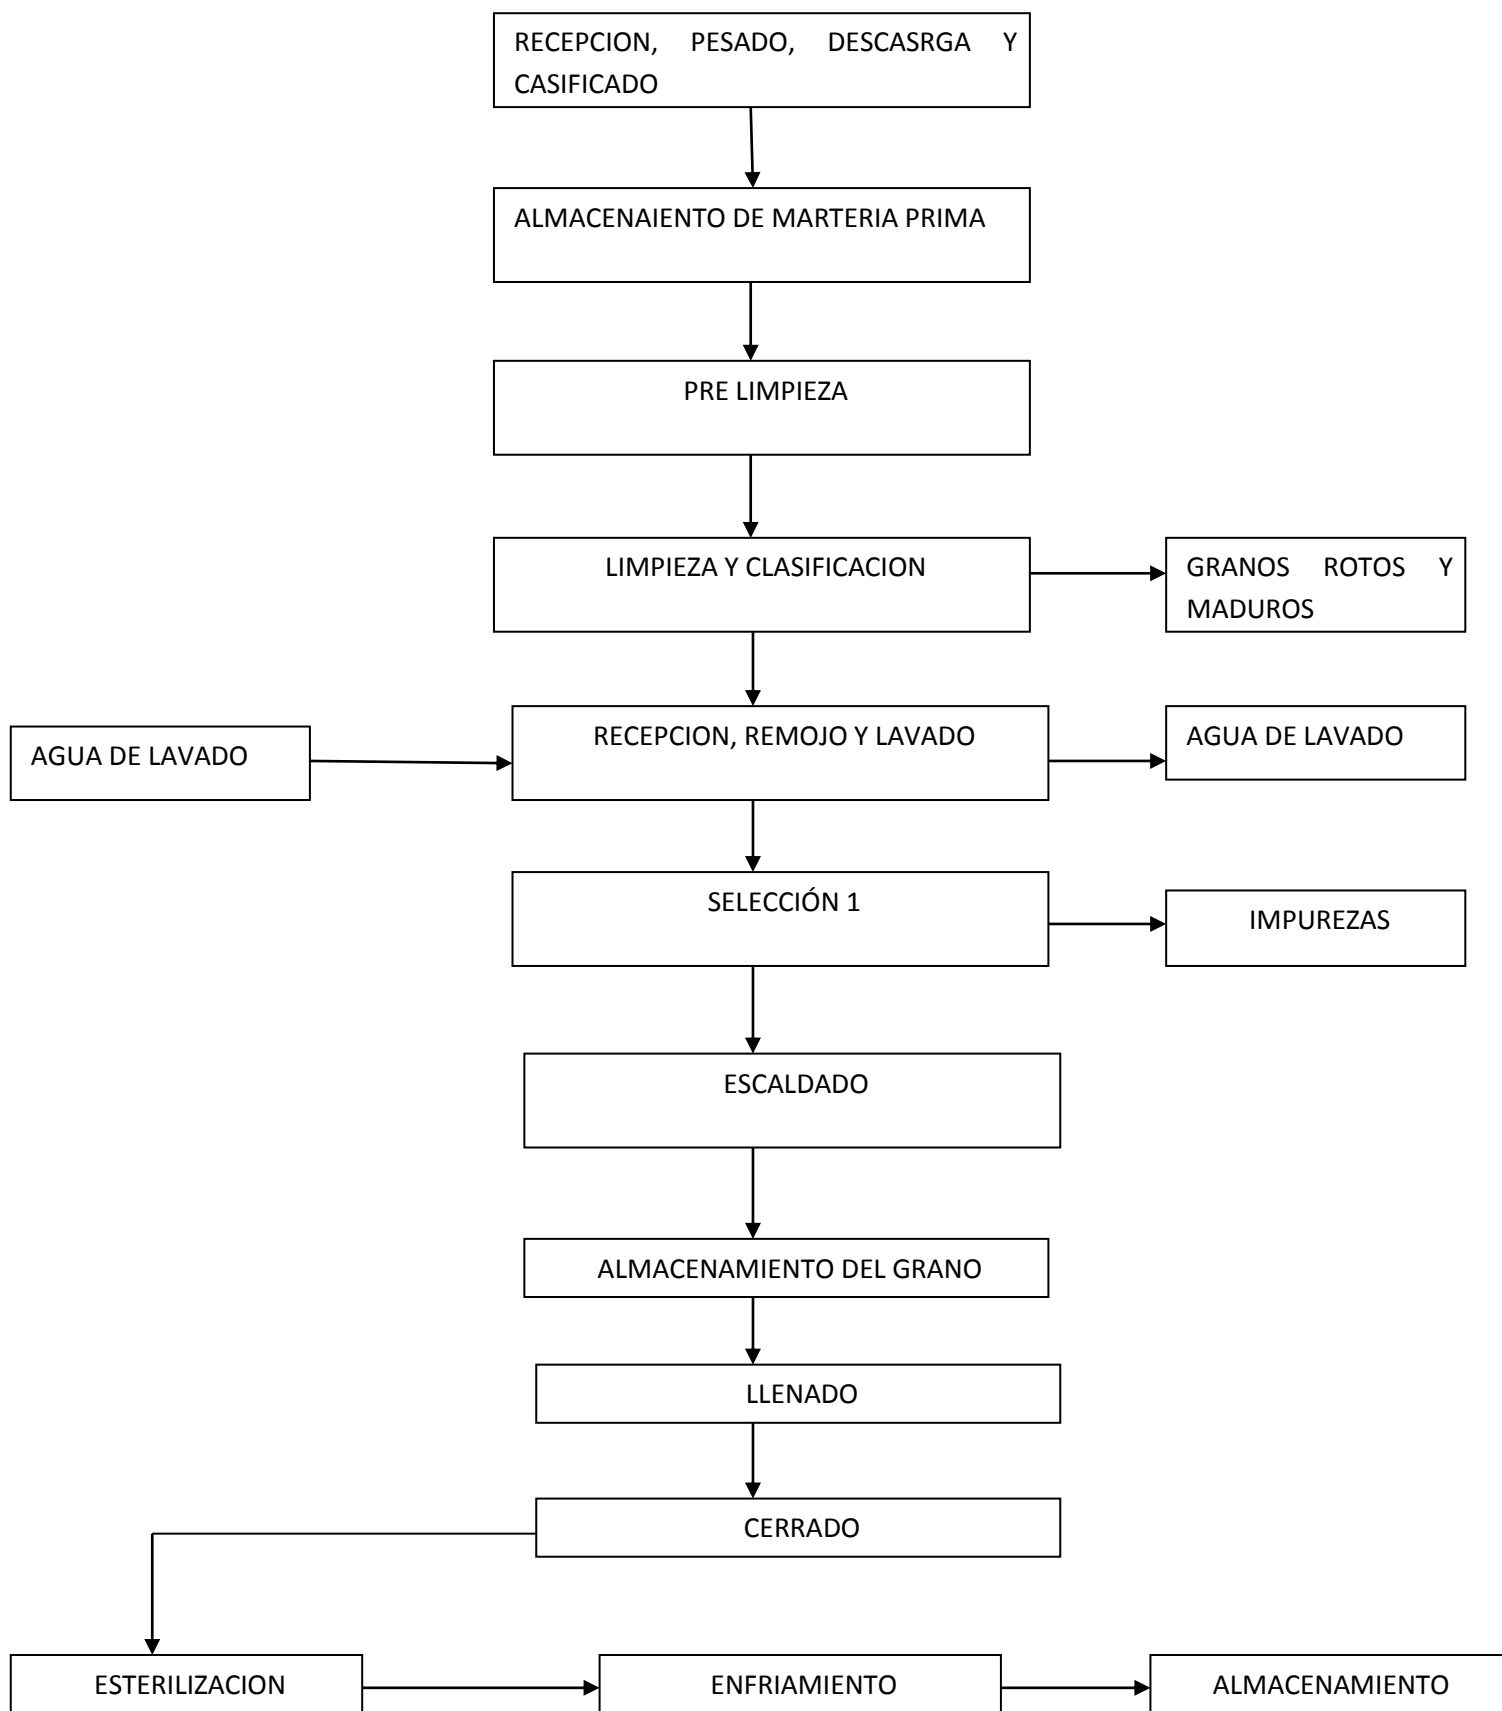 RECEPCION, PESADO, DESCASRGA Y
CASIFICADO
ALMACENAIENTO DE MARTERIA PRIMA
PRE LIMPIEZA
LIMPIEZA Y CLASIFICACION
GRANOS ROTOS Y
MADUROS
AGUA DE LAVADO
RECEPCION, REMOJO Y LAVADO
AGUA DE LAVADO
SELECCIÓN 1
IMPUREZAS
ESCALDADO
ALMACENAMIENTO DEL GRANO
LLENADO
CERRADO
ESTERILIZACION
ENFRIAMIENTO
ALMACENAMIENTO